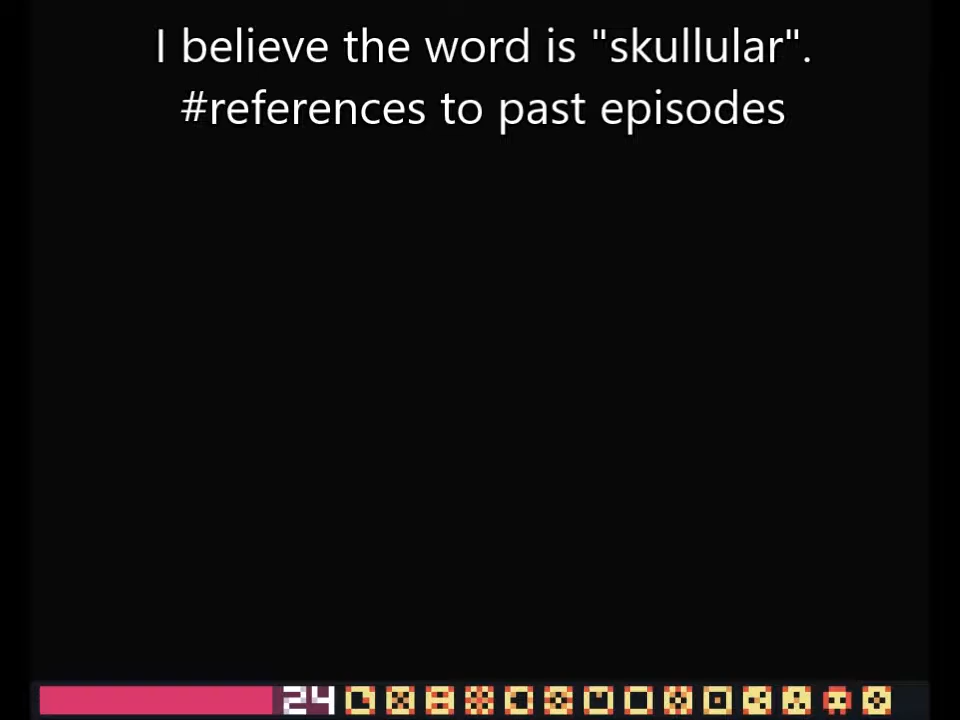 I believe the word is "skullular".
#references to past episodes
24